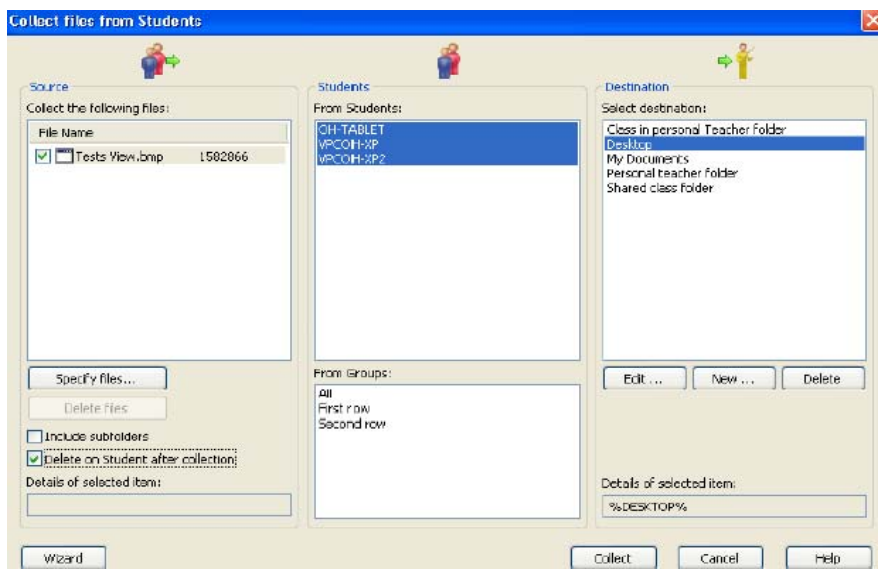 Collect files from Students
Source
Collect the following files:
File Name
Tests View.bmp 1582866
Specify files...
Delete files
Include subfolders
Delete on Student after collection
Details of selected item:
Students
From Students:
OH-TABLET
VPCOH-XP
VPCOH-XP2
From Groups:
All
First row
Second row
Destination
Select destination:
Class in personal Teacher folder
Desktop
My Documents
Personal teacher folder
Shared class folder
Edit ... New ... Delete
Details of selected item:
%DESKTOP%
Wizard Collect Cancel Help